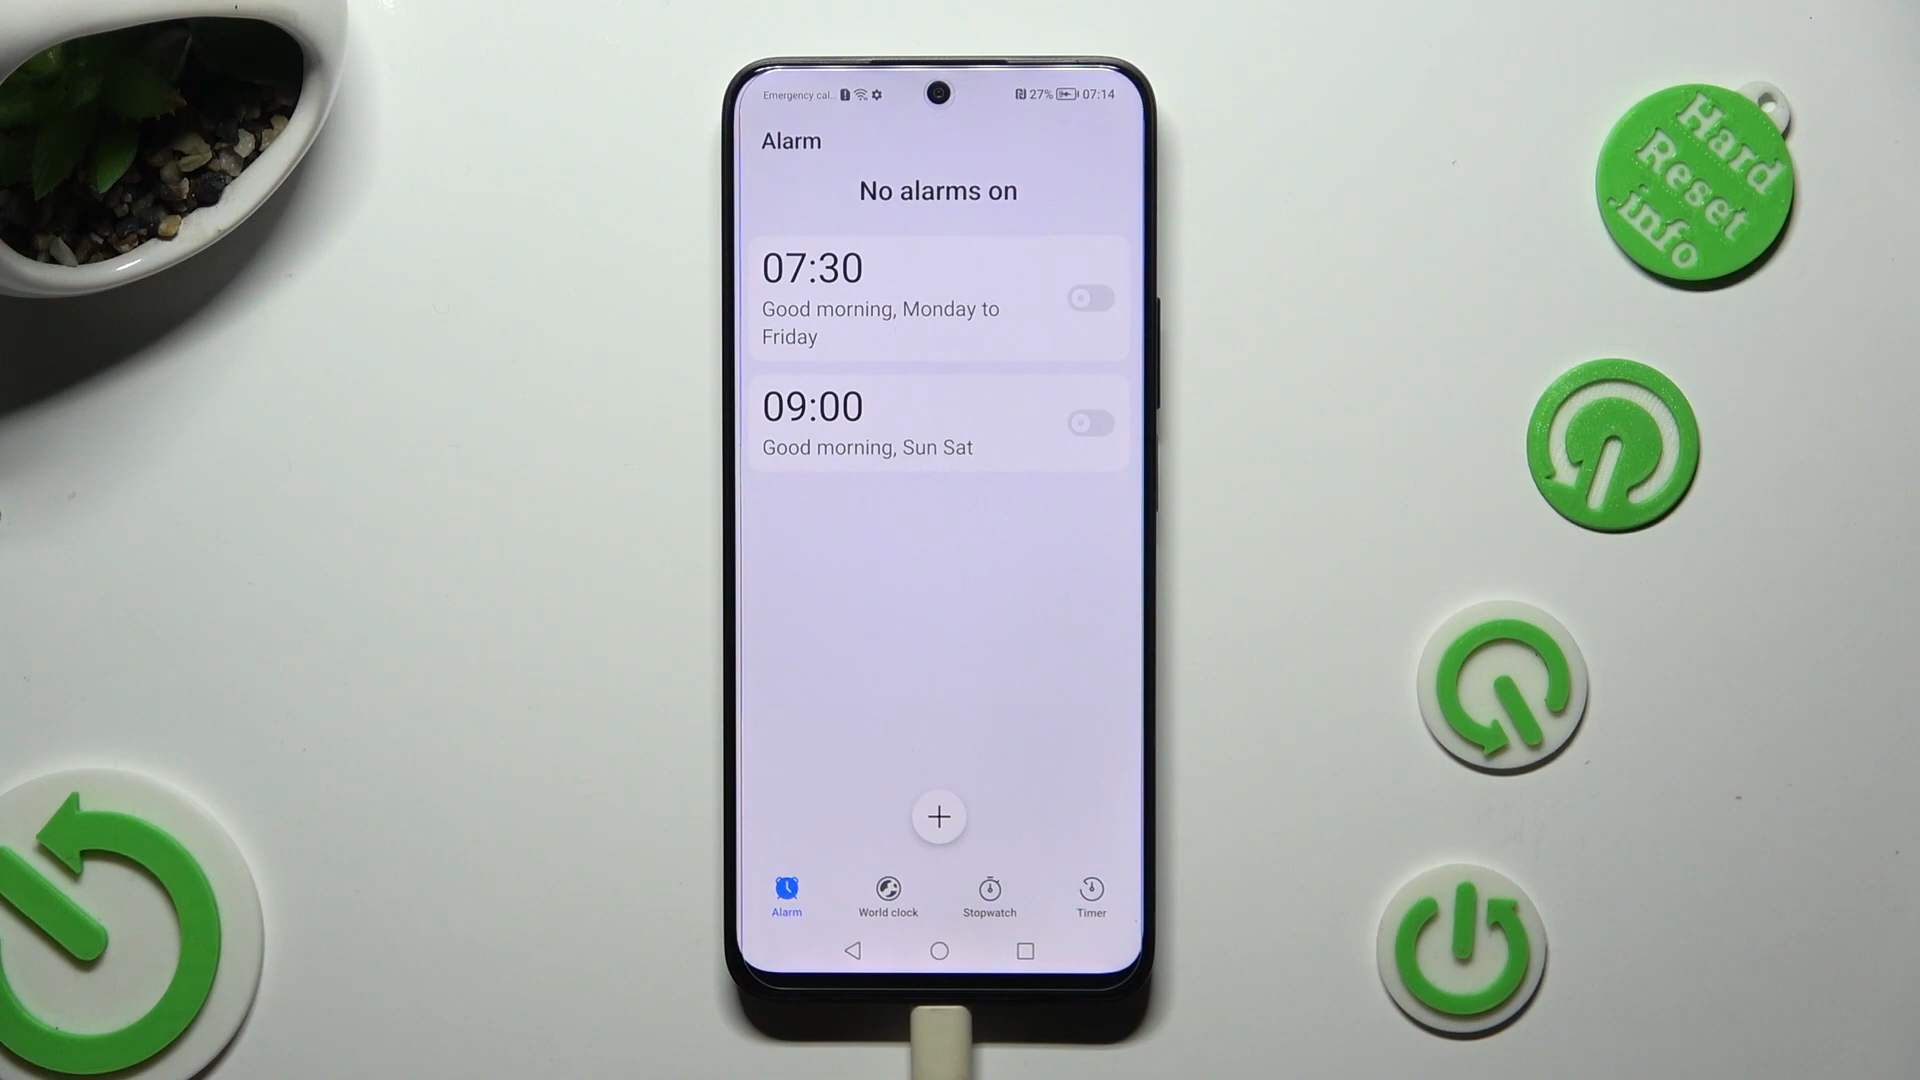 Emergency cal..
27%
07:14
Alarm
No alarms on
07:30
Good morning, Monday to
Friday
09:00
Good morning, Sun Sat
Alarm
World clock
Stopwatch
Timer
Hard
Reset
.info